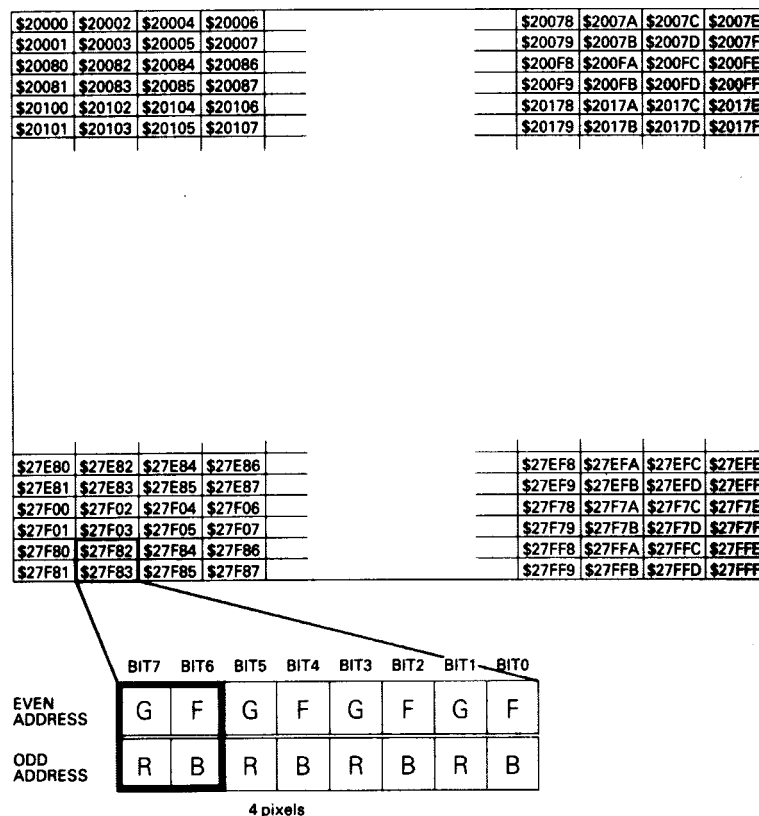 $20000 $20002 $20004 $20006 $20078 $2007A $2007C $2007E
$20001 $20003 $20005 $20007 $20079 $2007B $2007D $2007F
$20080 $20082 $20084 $20086 $200F8 $200FA $200FC $200FE
$20081 $20083 $20085 $20087 $200F9 $200FB $200FD $200FF
$20100 $20102 $20104 $20106 $20178 $2017A $2017C $2017E
$20101 $20103 $20105 $20107 $20179 $2017B $2017D $2017F
$27E80 $27E82 $27E84 $27E86 $27EF8 $27EFA $27EFC $27EFE
$27E81 $27E83 $27E85 $27E87 $27EF9 $27EFB $27EFD $27EFF
$27F00 $27F02 $27F04 $27F06 $27F78 $27F7A $27F7C $27F7E
$27F01 $27F03 $27F05 $27F07 $27F79 $27F7B $27F7D $27F7F
$27F80 $27F82 $27F84 $27F86 $27FF8 $27FFA $27FFC $27FFE
$27F81 $27F83 $27F85 $27F87 $27FF9 $27FFB $27FFD $27FFF
BIT7 BIT6 BIT5 BIT4 BIT3 BIT2 BIT1 BIT0
EVEN
ADDRESS
G F G F G F G F
ODD
ADDRESS
R B R B R B R B
4 pixels